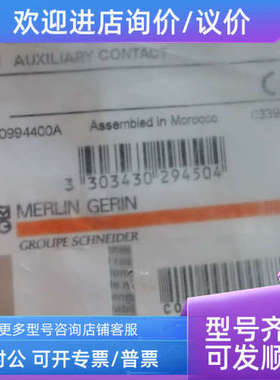 欢迎进店询价/议价
AUXILIARY CONTACT
0994400A
Assembled in Morocco
3 303430 294504
MERLIN GERIN
GROUPE SCHNEIDER
更多型号咨询店铺客服
对公 可开专票/普票
型号齐
可发顺